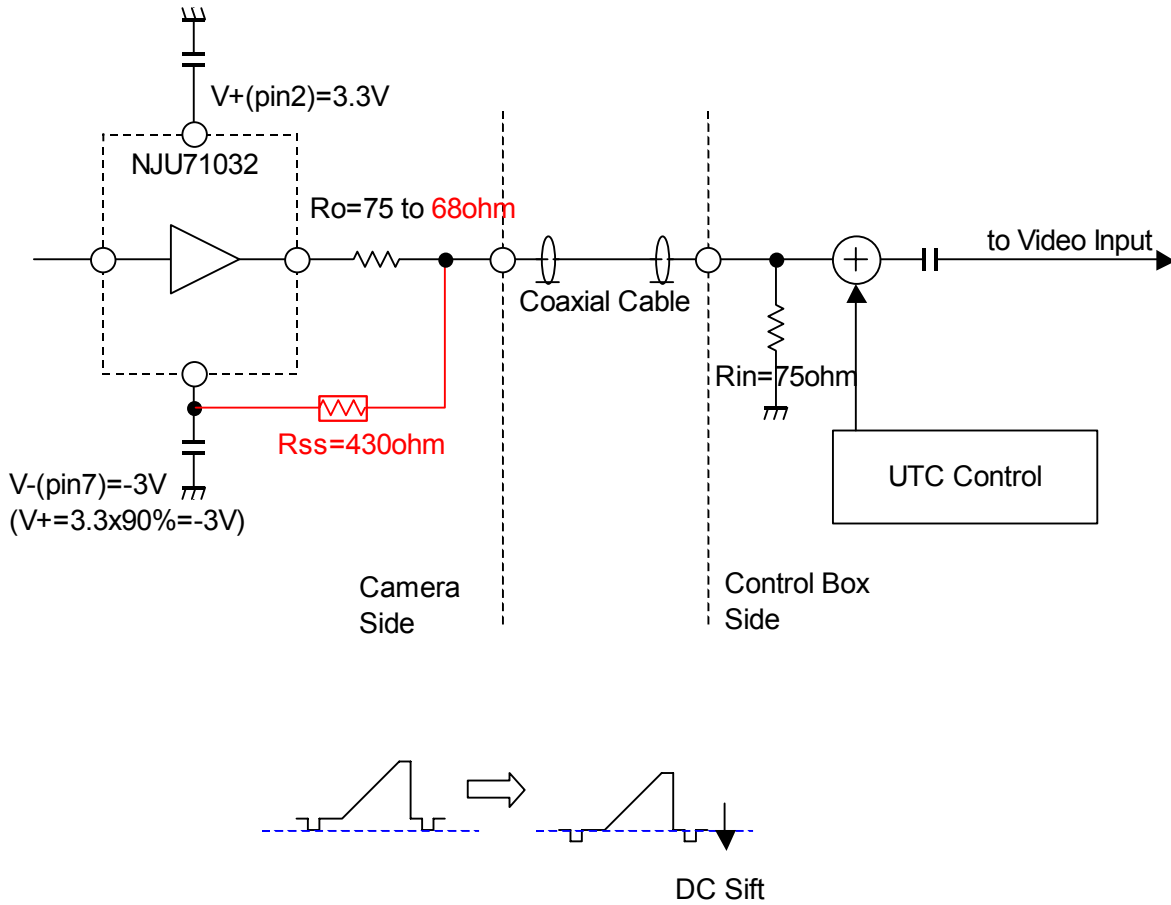 V+(pin2)=3.3V
NJU71032
Ro=75 to 68ohm
to Video Input
Coaxial Cable
Rin=75ohm
Rss=430ohm
UTC Control
V-(pin7)=-3V
(V+=3.3x90%=-3V)
Camera
Side
Control Box
Side
DC Sift